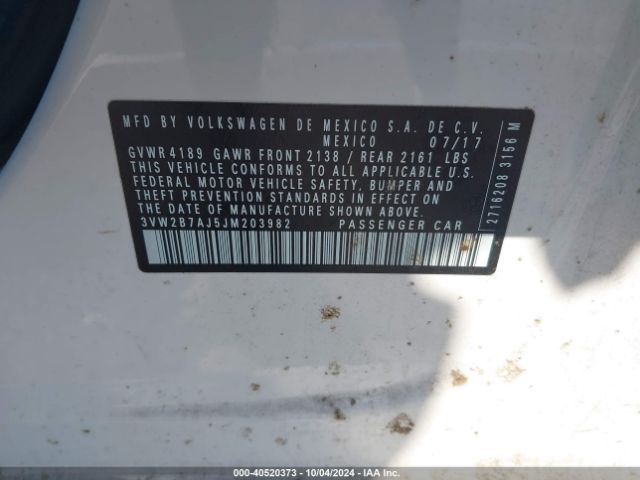 MFD BY VOLKSWAGEN DE MEXICO S.A. DE C.V.
MEXICO 07/17
GVWR 4189 GAWR FRONT 2138 / REAR 2161 LBS
THIS VEHICLE CONFORMS TO ALL APPLICABLE U.S.
FEDERAL MOTOR VEHICLE SAFETY, BUMPER AND
THEFT PREVENTION STANDARDS IN EFFECT ON
THE DATE OF MANUFACTURE SHOWN ABOVE.
3VW2B7AJ5JM203982 PASSENGER CAR
2716208 3156 M
000-40520373 - 10/04/2024 - IAA Inc.